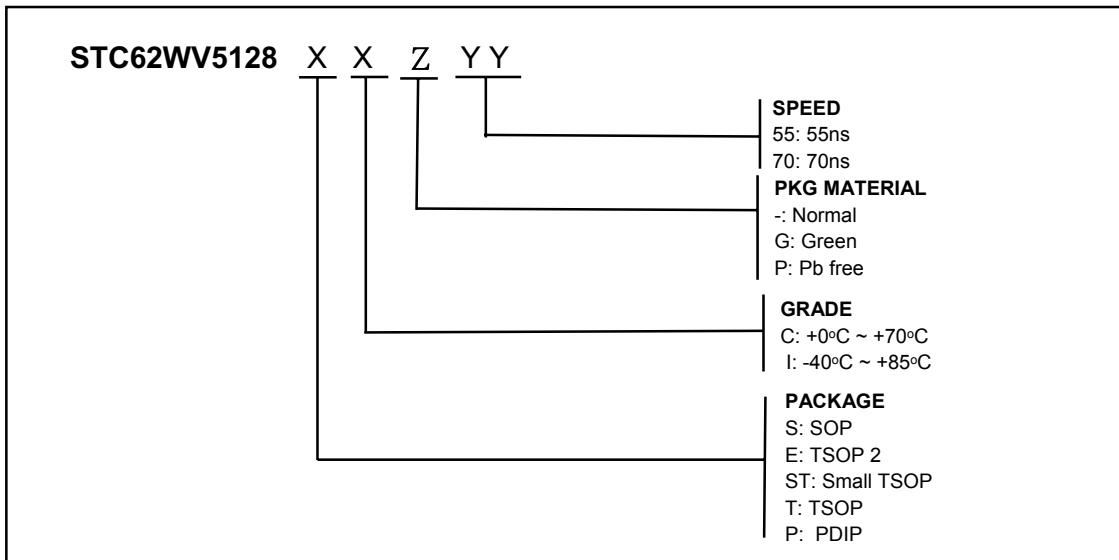 STC62WV5128 X X Z Y Y
SPEED
55: 55ns
70: 70ns
PKG MATERIAL
-: Normal
G: Green
P: Pb free
GRADE
C: +0ºC ~ +70ºC
I: -40ºC ~ +85ºC
PACKAGE
S: SOP
E: TSOP 2
ST: Small TSOP
T: TSOP
P: PDIP